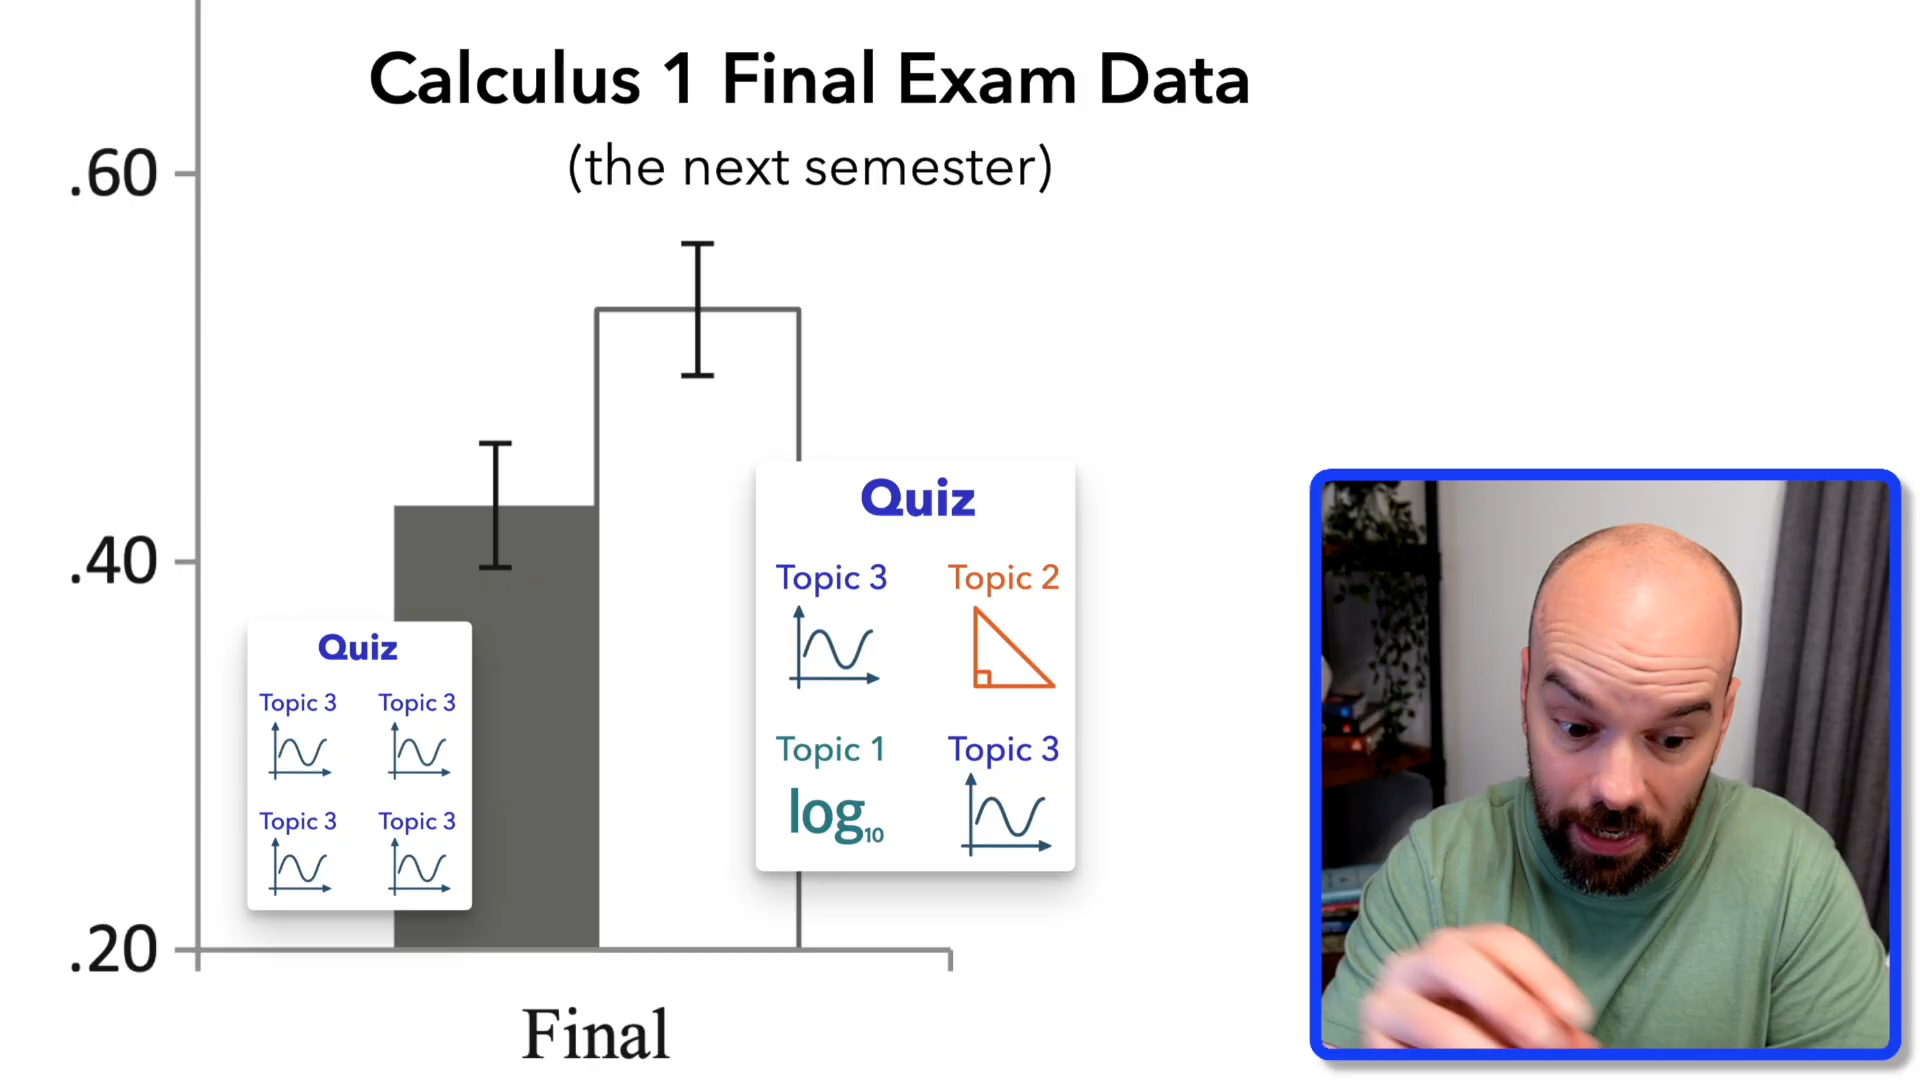 Calculus 1 Final Exam Data
(the next semester)
.60
.40
.20
Quiz
Topic 3 Topic 3
Topic 3 Topic 3
Quiz
Topic 3 Topic 2
Topic 1 Topic 3
log10
Final